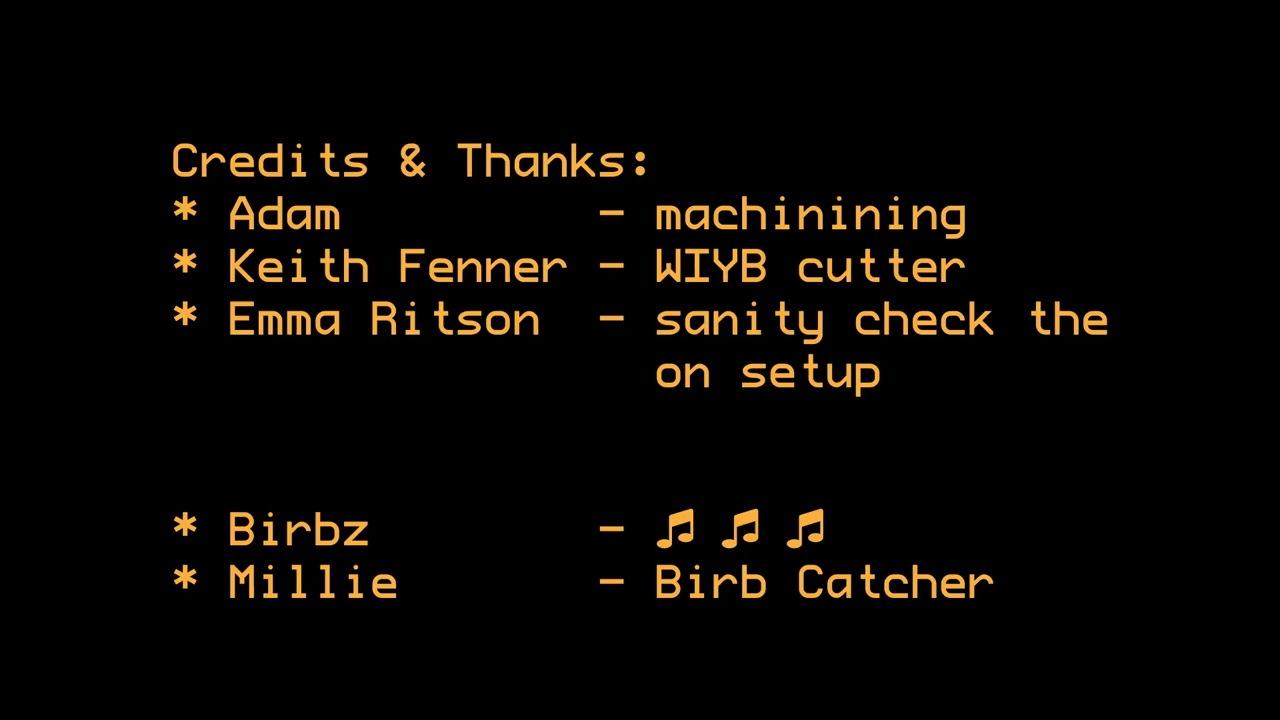 Credits & Thanks:
* Adam - machinining
* Keith Fenner - WIYB cutter
* Emma Ritson - sanity check the
on setup
* Birbz - ♫ ♫ ♫
* Millie - Birb Catcher